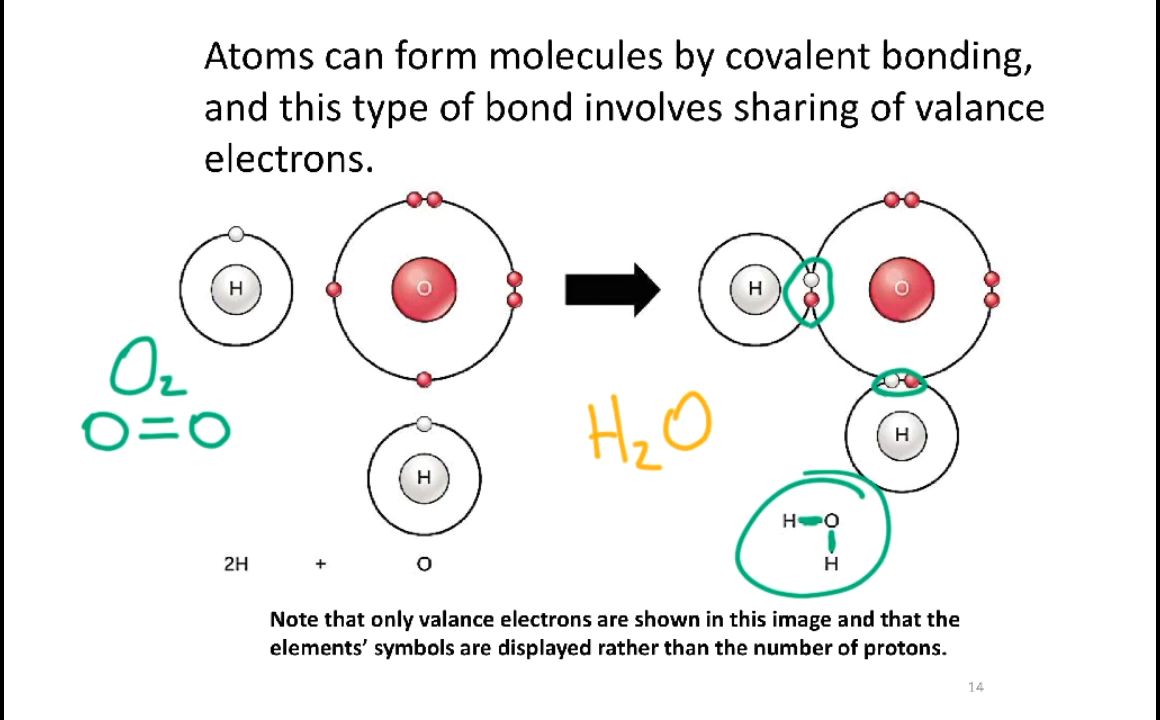 Atoms can form molecules by covalent bonding,
and this type of bond involves sharing of valance
electrons.
H
O
H
O
O₂
O=O
H₂O
H
H
H-O
H
2H + O
Note that only valance electrons are shown in this image and that the
elements’ symbols are displayed rather than the number of protons.
14